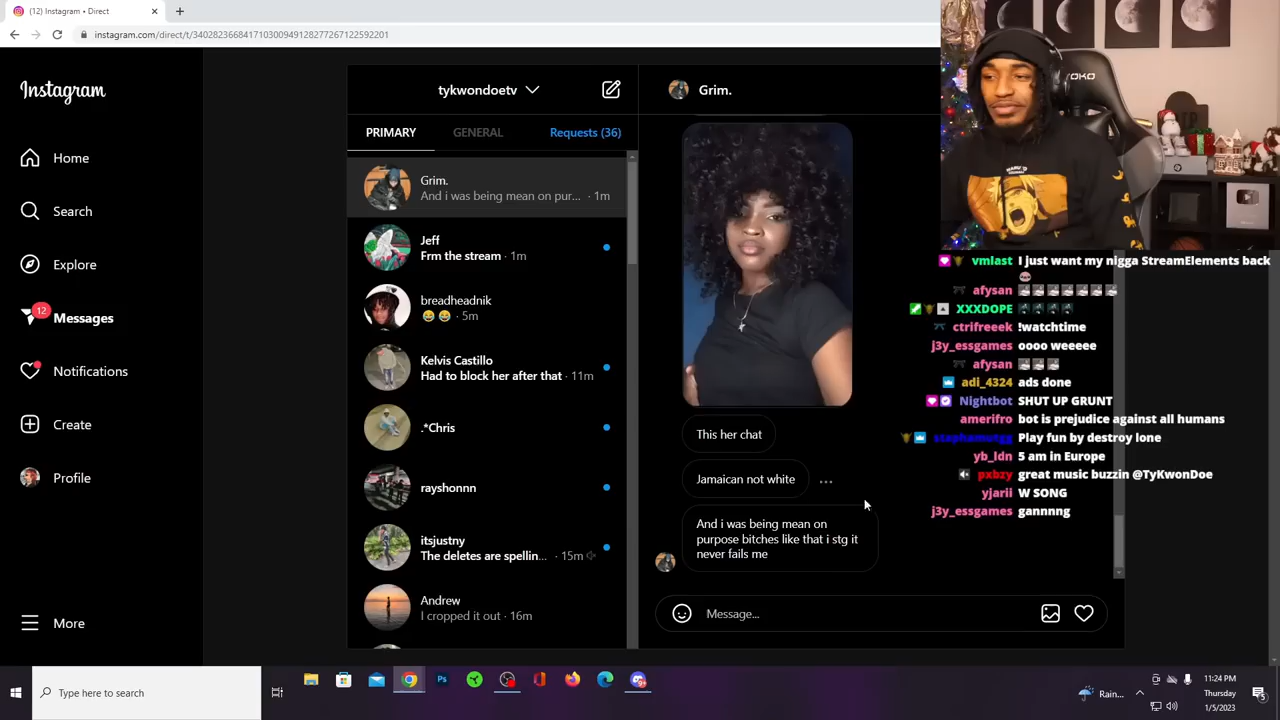 (12) Instagram • Direct
instagram.com/direct/t/340282366841710300949128277267122592201
Instagram
Home
Search
Explore
12
Messages
Notifications
Create
Profile
More
tykwondoetv
PRIMARY
GENERAL
Requests (36)
Grim.
And i was being mean on pur... · 1m
Jeff
Frm the stream · 1m
breadheadnik
😂 😂 · 5m
Kelvis Castillo
Had to block her after that · 11m
.*Chris
rayshonnn
itsjustny
The deletes are spellin... · 15m
Andrew
I cropped it out · 16m
Grim.
This her chat
Jamaican not white
And i was being mean on
purpose bitches like that i stg it
never fails me
Message...
vmlast I just want my nigga StreamElements back
afysan
XXXDOPE
ctrifreeek !watchtime
j3y_essgames oooo weeeee
afysan
adi_4324 ads done
Nightbot SHUT UP GRUNT
amerifro bot is prejudice against all humans
Play fun by destroy lone
yb_ldn 5 am in Europe
pxbzy great music buzzin @TyKwonDoe
yjarii W SONG
j3y_essgames gannnng
Type here to search
Rain...
11:24 PM
Thursday
1/5/2023
5